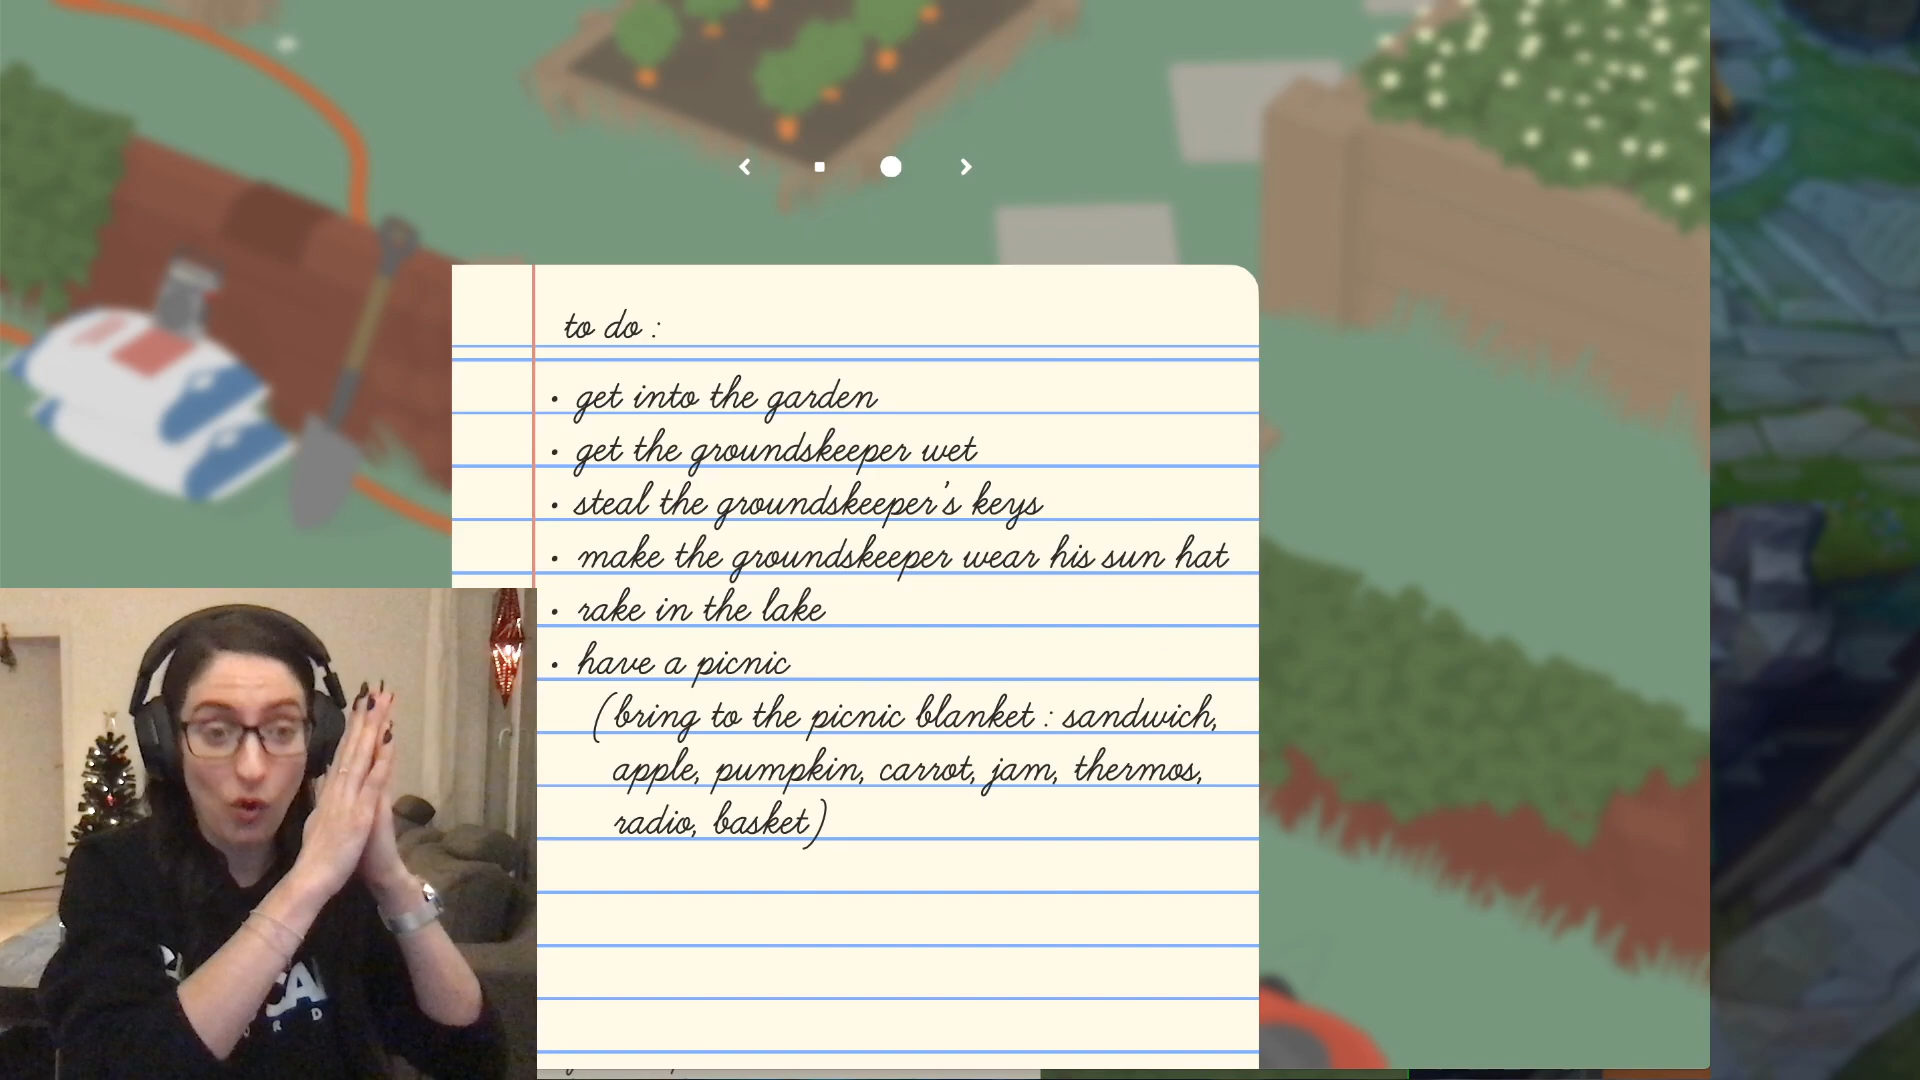 to do :
• get into the garden
• get the groundskeeper wet
• steal the groundskeeper's keys
• make the groundskeeper wear his sun hat
• rake in the lake
• have a picnic
(bring to the picnic blanket : sandwich,
apple, pumpkin, carrot, jam, thermos,
radio, basket)